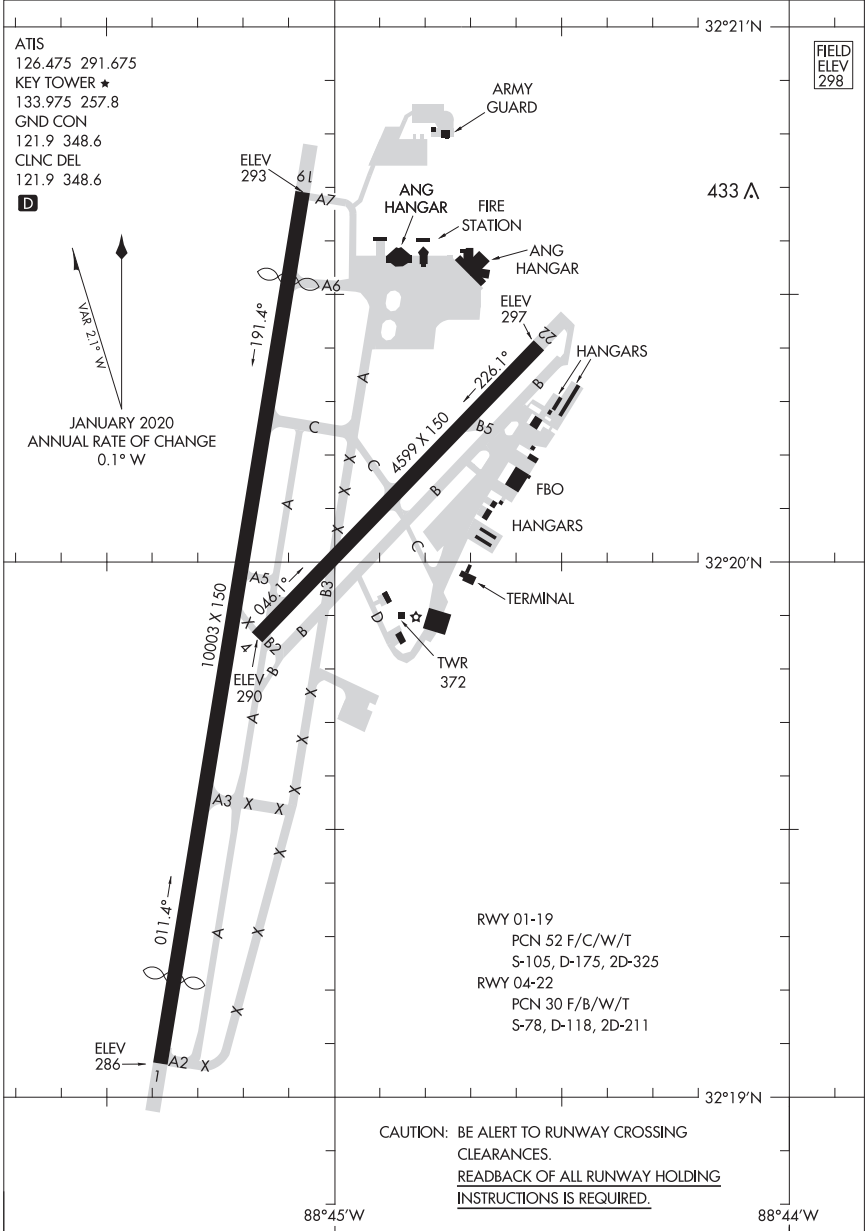 32°21'N
ATIS
126.475 291.675
KEY TOWER ★
133.975 257.8
GND CON
121.9 348.6
CLNC DEL
121.9 348.6
D
FIELD
ELEV
298
ARMY
GUARD
ELEV
293
19
A7
433
ANG
HANGAR
FIRE
STATION
ANG
HANGAR
A6
VAR 2.1° W
191.4°
ELEV
297
22
HANGARS
226.1°
A
B
JANUARY 2020
ANNUAL RATE OF CHANGE
0.1° W
C
B5
4599 X 150
X
C
A
X
B
FBO
X
HANGARS
C
32°20'N
A5
046.1°
B3
TERMINAL
10003 X 150
X
4
B2
B
D
B
TWR
372
ELEV
290
A
X
X
X
A3
X
X
X
011.4°
A
X
X
RWY 01-19
PCN 52 F/C/W/T
S-105, D-175, 2D-325
RWY 04-22
PCN 30 F/B/W/T
S-78, D-118, 2D-211
ELEV
286
A2
X
1
32°19'N
CAUTION: BE ALERT TO RUNWAY CROSSING
CLEARANCES.
READBACK OF ALL RUNWAY HOLDING
INSTRUCTIONS IS REQUIRED.
88°45'W
88°44'W